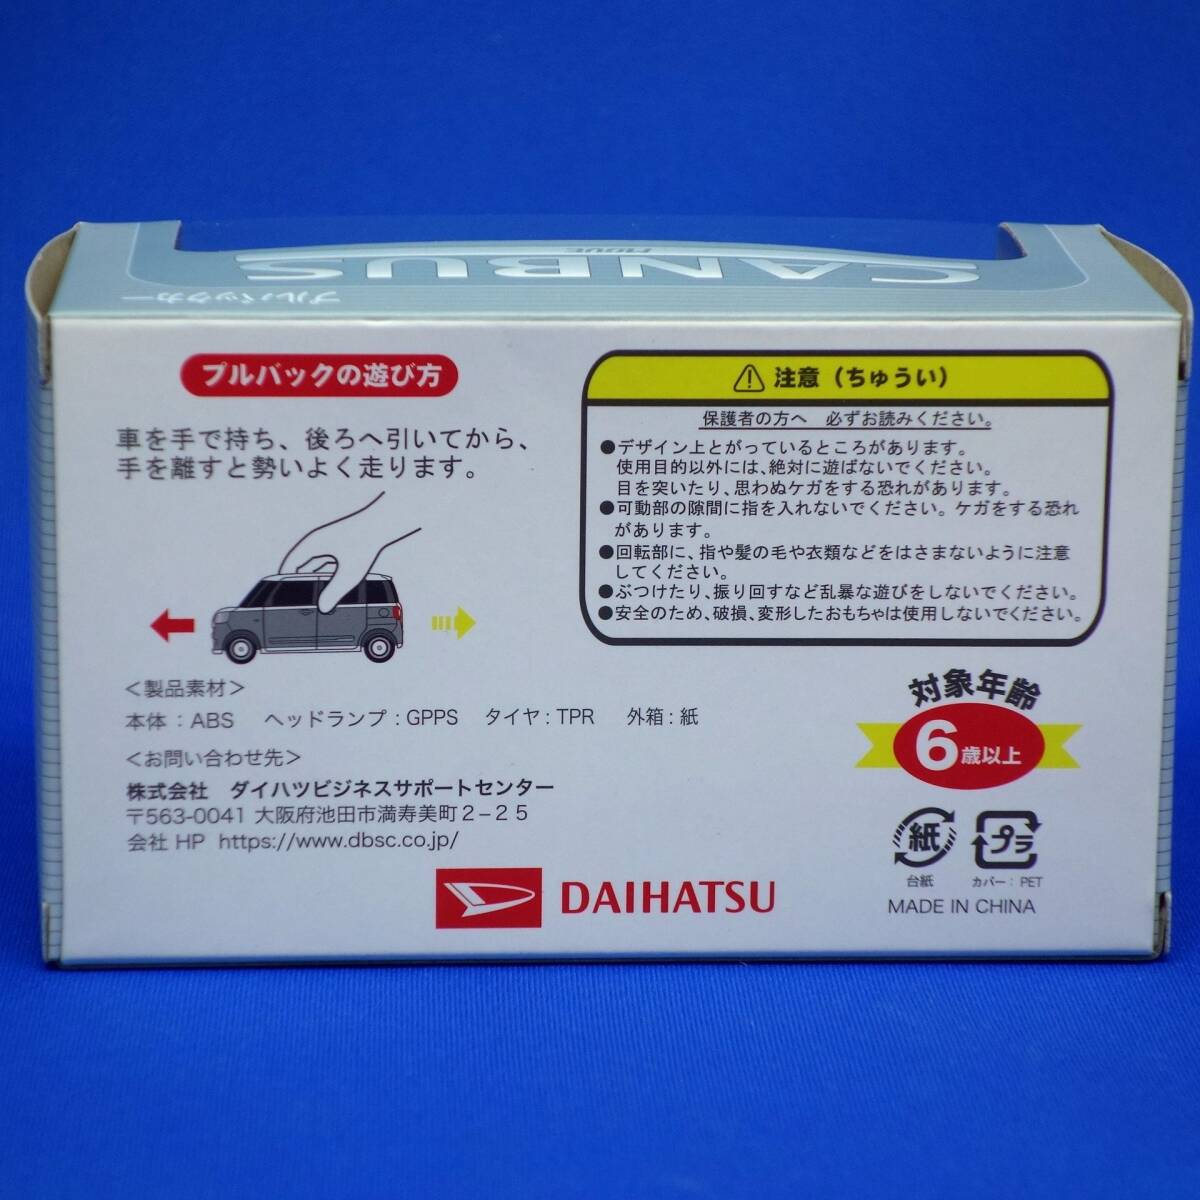 MOVE
CANBUS
プルバックカー
プルバックの遊び方
車を手で持ち、後ろへ引いてから、
手を離すと勢いよく走ります。
⚠ 注意（ちゅうい）
保護者の方へ　必ずお読みください。
●デザイン上とがっているところがあります。
使用目的以外には、絶対に遊ばないでください。
目を突いたり、思わぬケガをする恐れがあります。
●可動部の隙間に指を入れないでください。ケガをする恐れ
があります。
●回転部に、指や髪の毛や衣類などをはさまないように注意
してください。
●ぶつけたり、振り回すなど乱暴な遊びをしないでください。
●安全のため、破損、変形したおもちゃは使用しないでください。
＜製品素材＞
本体：ABS　ヘッドランプ：GPPS　タイヤ：TPR　外箱：紙
＜お問い合わせ先＞
株式会社　ダイハツビジネスサポートセンター
〒563-0041 大阪府池田市満寿美町2－25
会社 HP https://www.dbsc.co.jp/
DAIHATSU
対象年齢
6歳以上
紙
台紙
プラ
カバー：PET
MADE IN CHINA